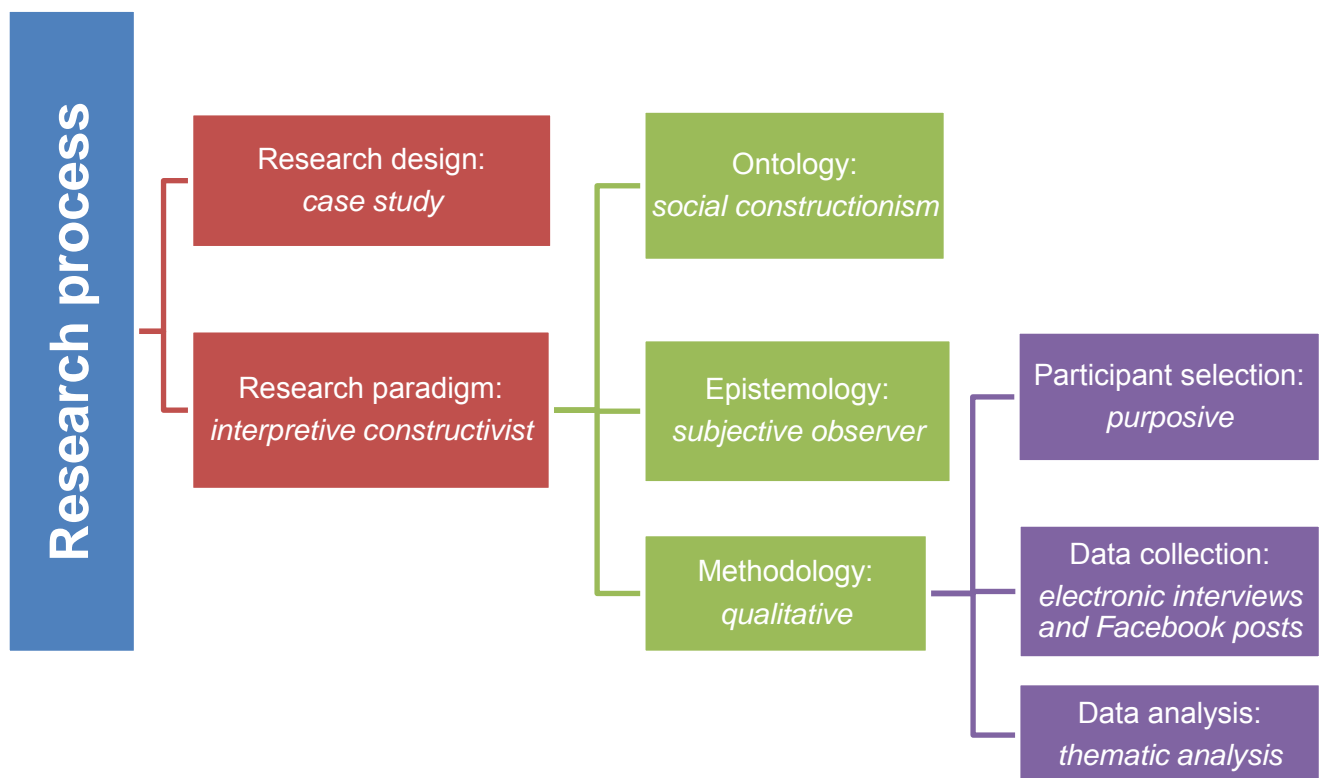 Research process
Research design:
case study
Research paradigm:
interpretive constructivist
Ontology:
social constructionism
Epistemology:
subjective observer
Methodology:
qualitative
Participant selection:
purposive
Data collection:
electronic interviews
and Facebook posts
Data analysis:
thematic analysis